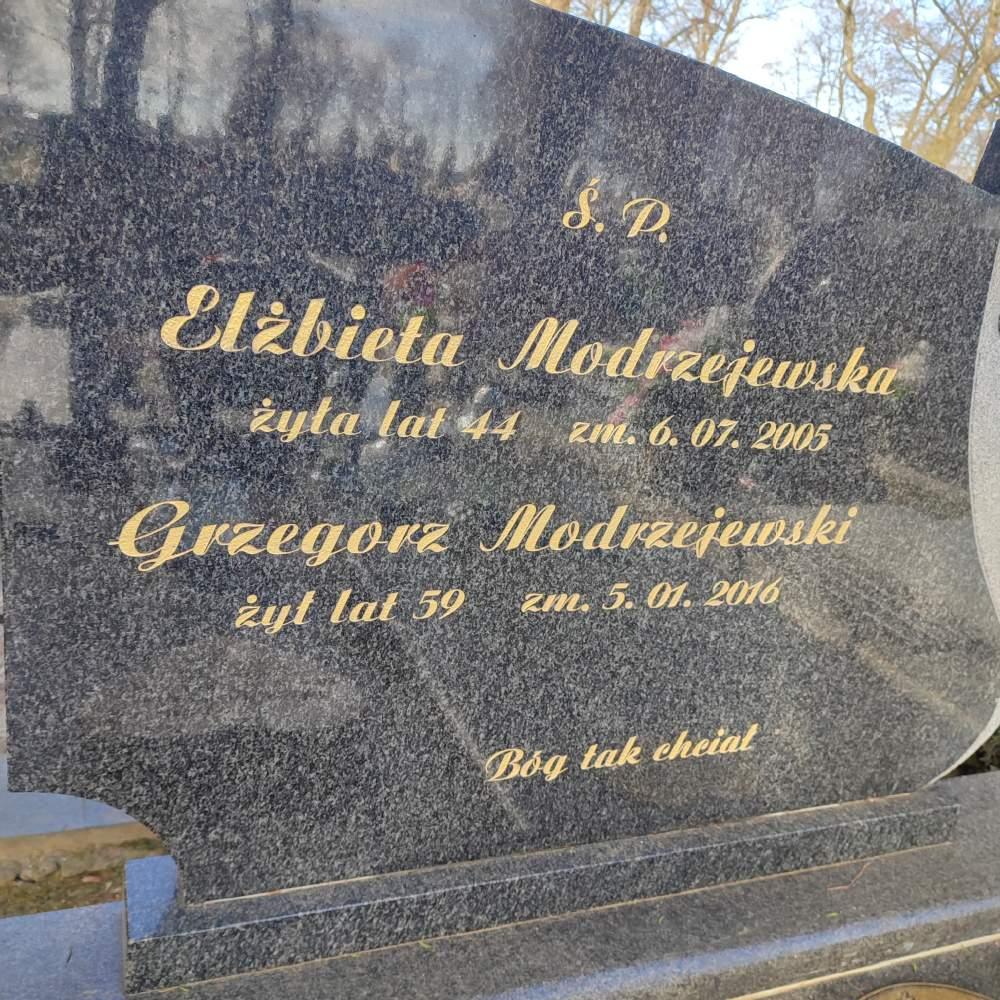 Ś. P.
Elżbieta Modrzejewska
żyła lat 44 zm. 6. 07. 2005
Grzegorz Modrzejewski
żył lat 59 zm. 5. 01. 2016
Bóg tak chciał